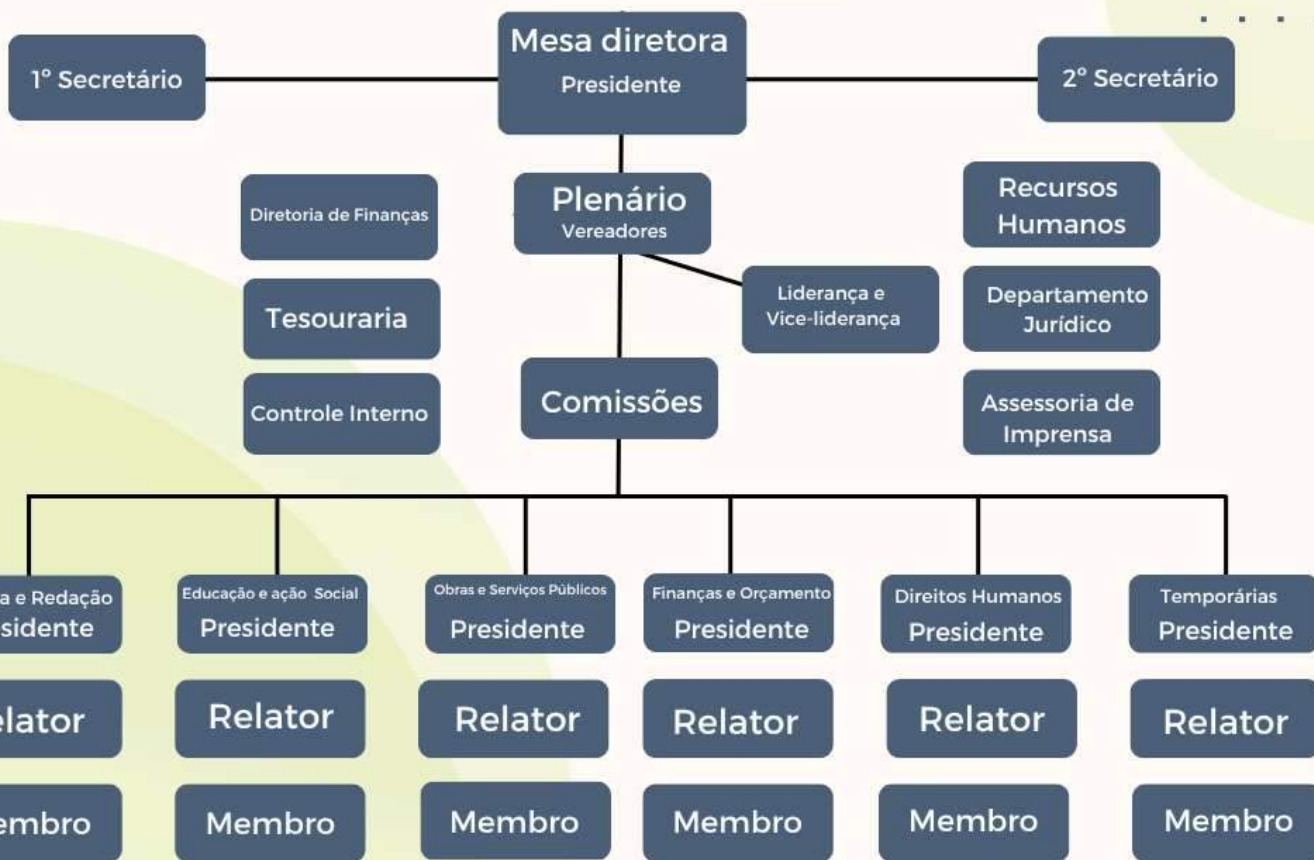 Mesa diretora
Presidente
1º Secretário
2º Secretário
Plenário
Vereadores
Diretoria de Finanças
Recursos
Humanos
Liderança e
Vice-liderança
Tesouraria
Departamento
Jurídico
Comissões
Controle Interno
Assessoria de
Imprensa
e Redação
Educação e ação Social
Presidente
Obras e Serviços Públicos
Presidente
Finanças e Orçamento
Presidente
Direitos Humanos
Presidente
Temporárias
Presidente
Relator
Relator
Relator
Relator
Relator
Membro
Membro
Membro
Membro
Membro